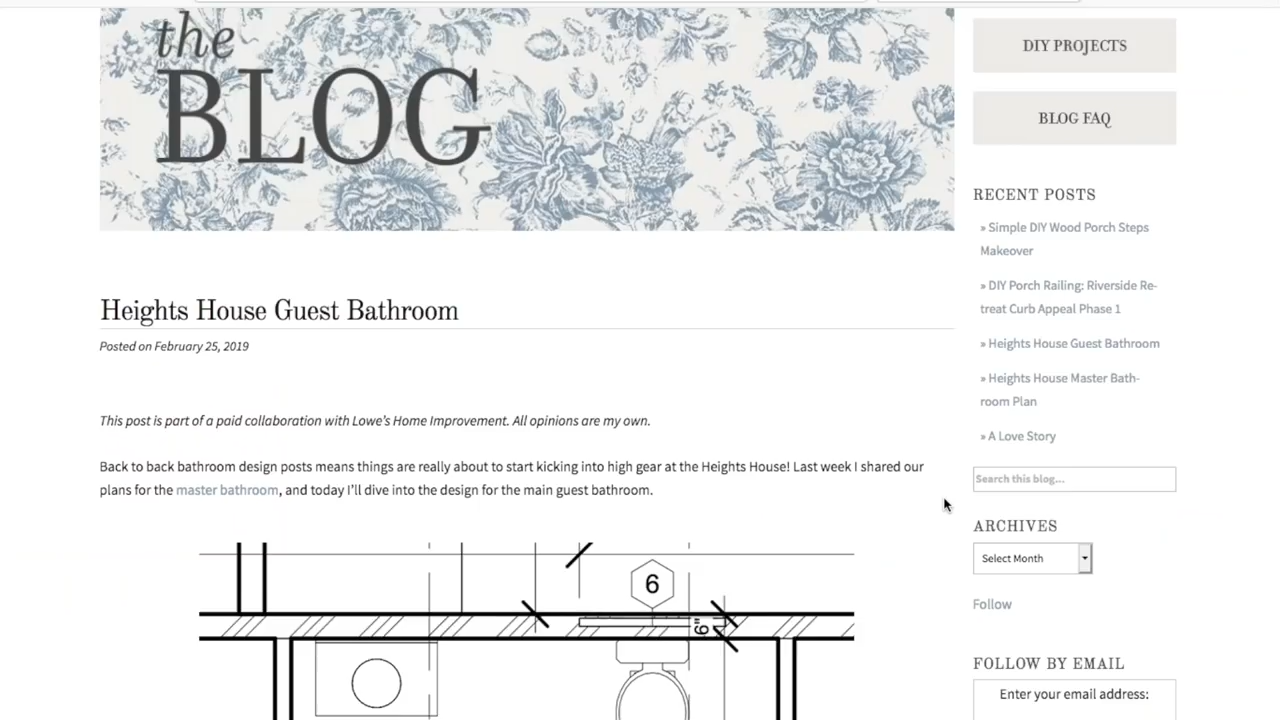 the
BLOG
DIY PROJECTS
BLOG FAQ
RECENT POSTS
» Simple DIY Wood Porch Steps
Makeover
» DIY Porch Railing: Riverside Re-
treat Curb Appeal Phase 1
» Heights House Guest Bathroom
» Heights House Master Bath-
room Plan
» A Love Story
Search this blog...
ARCHIVES
Select Month
Follow
FOLLOW BY EMAIL
Enter your email address:
Heights House Guest Bathroom
Posted on February 25, 2019
This post is part of a paid collaboration with Lowe's Home Improvement. All opinions are my own.
Back to back bathroom design posts means things are really about to start kicking into high gear at the Heights House! Last week I shared our
plans for the master bathroom, and today I'll dive into the design for the main guest bathroom.
6
6"